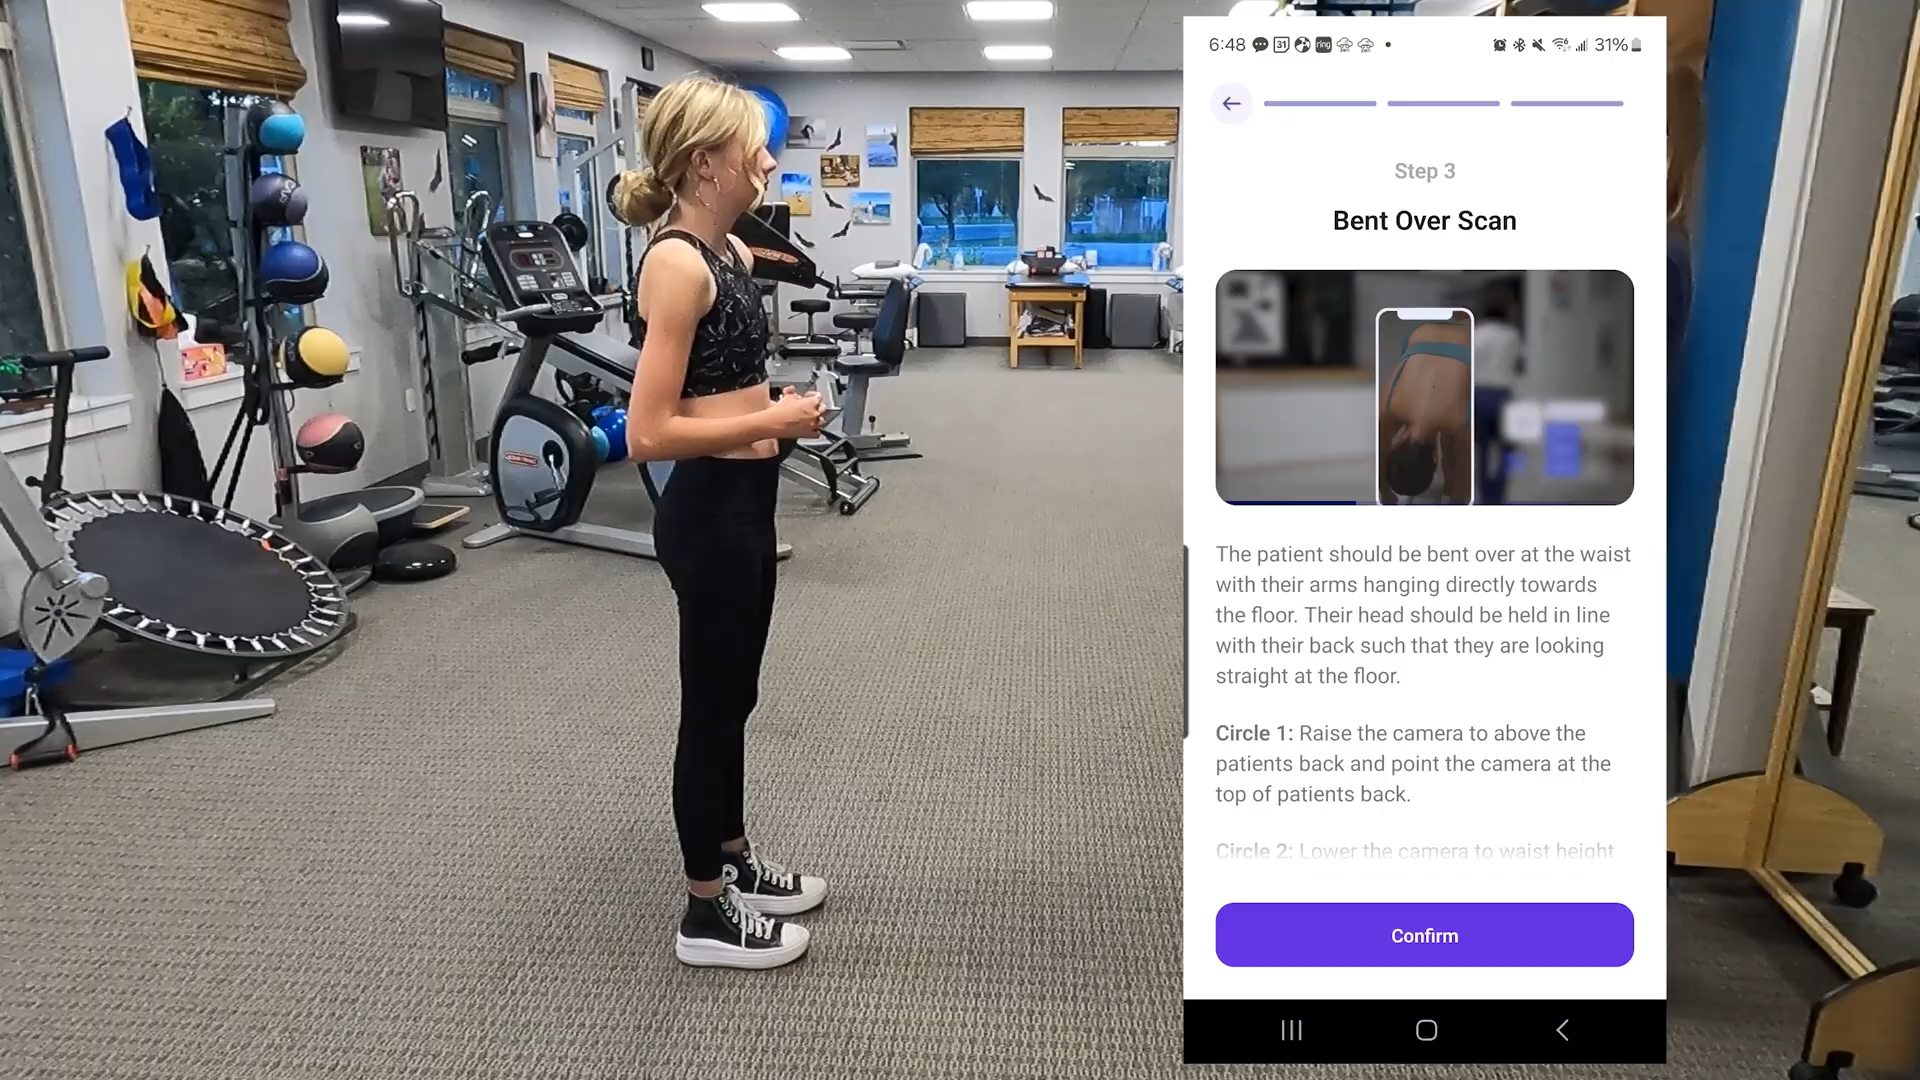 6:48
31
ring
31%
Step 3
Bent Over Scan
The patient should be bent over at the waist
with their arms hanging directly towards
the floor. Their head should be held in line
with their back such that they are looking
straight at the floor.
Circle 1: Raise the camera to above the
patients back and point the camera at the
top of patients back.
Circle 2: Lower the camera to waist height
Confirm